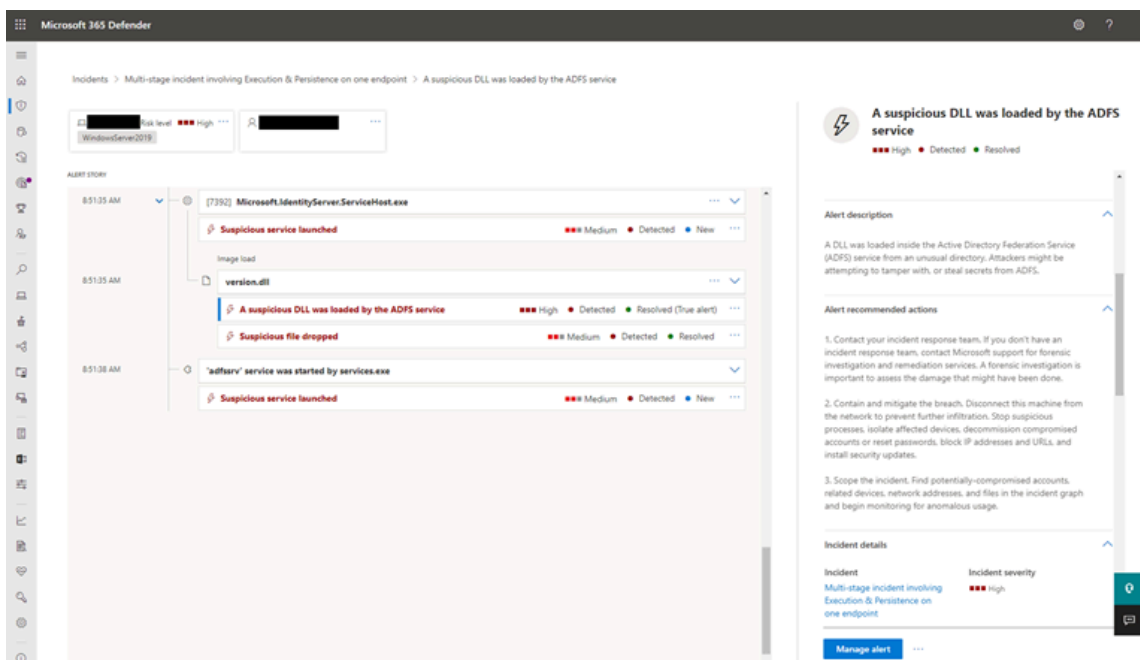 Microsoft 365 Defender
?
Incidents > Multi-stage incident involving Execution & Persistence on one endpoint > A suspicious DLL was loaded by the ADFS service
Risk level High ...
WindowsServer2019
...
ALERT STORY
8:51:35 AM
[7392] Microsoft.IdentityServer.ServiceHost.exe ...
Suspicious service launched Medium Detected New ...
Image load
8:51:35 AM
version.dll ...
A suspicious DLL was loaded by the ADFS service High Detected Resolved (True alert) ...
Suspicious file dropped Medium Detected Resolved ...
8:51:38 AM
'adfssrv' service was started by services.exe
Suspicious service launched Medium Detected New ...
A suspicious DLL was loaded by the ADFS
service
High Detected Resolved
Alert description
A DLL was loaded inside the Active Directory Federation Service
(ADFS) service from an unusual directory. Attackers might be
attempting to tamper with, or steal secrets from ADFS.
Alert recommended actions
1. Contact your incident response team. If you don't have an
incident response team, contact Microsoft support for forensic
investigation and remediation services. A forensic investigation is
important to assess the damage that might have been done.
2. Contain and mitigate the breach. Disconnect this machine from
the network to prevent further infiltration. Stop suspicious
processes, isolate affected devices, decommission compromised
accounts or reset passwords, block IP addresses and URLs, and
install security updates.
3. Scope the incident. Find potentially-compromised accounts,
related devices, network addresses, and files in the incident graph
and begin monitoring for anomalous usage.
Incident details
Incident
Incident severity
Multi-stage incident involving
Execution & Persistence on
one endpoint
High
Manage alert ...